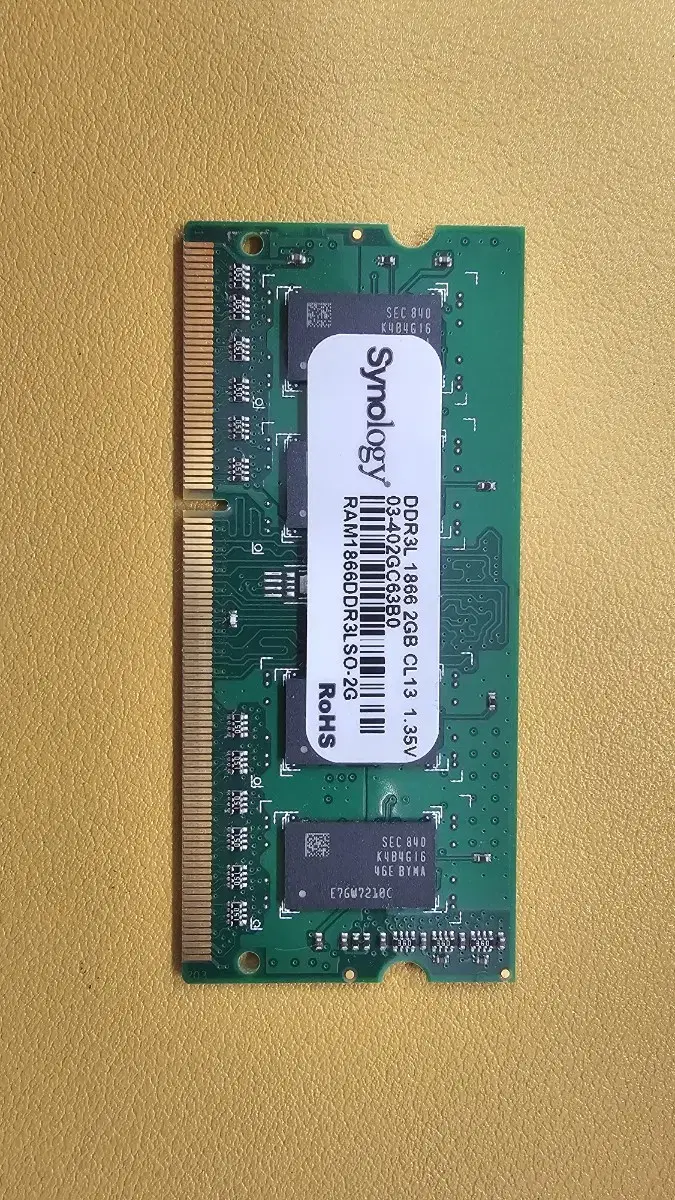 SEC 840
K4B4G16
Synology
DDR3L 1866 2GB CL13 1.35V
03-402GC63B0
RAM1866DDR3LSO-2G
RoHS
SEC 840
K4B4G16
4GE BYMA
E7GW7210C